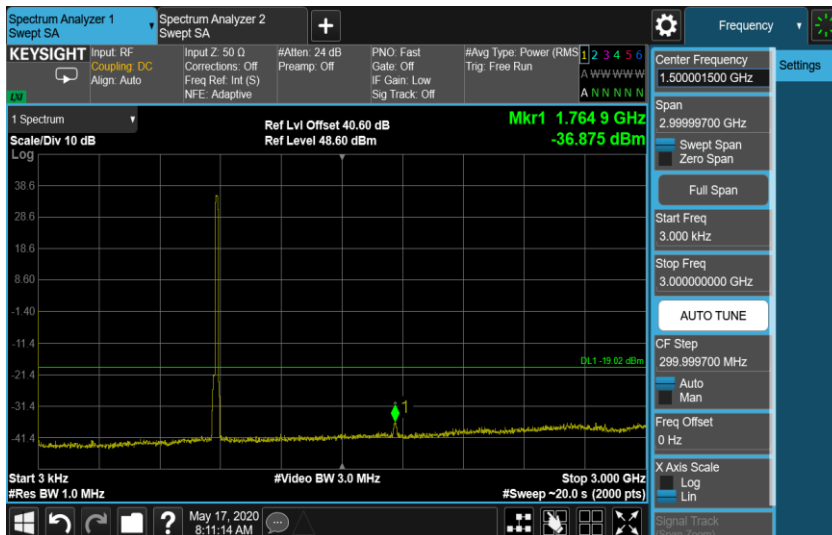 Spectrum Analyzer 1
Swept SA
Spectrum Analyzer 2
Swept SA
+
Frequency
KEYSIGHT
Input: RF
Coupling: DC
Align: Auto
Input Z: 50 Ω
Corrections: Off
Freq Ref: Int (S)
NFE: Adaptive
#Atten: 24 dB
Preamp: Off
PNO: Fast
Gate: Off
IF Gain: Low
Sig Track: Off
#Avg Type: Power (RMS
Trig: Free Run
1 2 3 4 5 6
A W W W W W
A N N N N N
LXI
1 Spectrum
Scale/Div 10 dB
Log
Ref Lvl Offset 40.60 dB
Ref Level 48.60 dBm
Mkr1 1.764 9 GHz
-36.875 dBm
38.6
28.6
18.6
8.60
-1.40
-11.4
-21.4
-31.4
-41.4
DL1 -19.02 dBm
1
Start 3 kHz
#Res BW 1.0 MHz
#Video BW 3.0 MHz
Stop 3.000 GHz
#Sweep ~20.0 s (2000 pts)
Center Frequency
1.500001500 GHz
Settings
Span
2.99999700 GHz
Swept Span
Zero Span
Full Span
Start Freq
3.000 kHz
Stop Freq
3.000000000 GHz
AUTO TUNE
CF Step
299.999700 MHz
Auto
Man
Freq Offset
0 Hz
X Axis Scale
Log
Lin
Signal Track
(Span Zoom)
?
May 17, 2020
8:11:14 AM